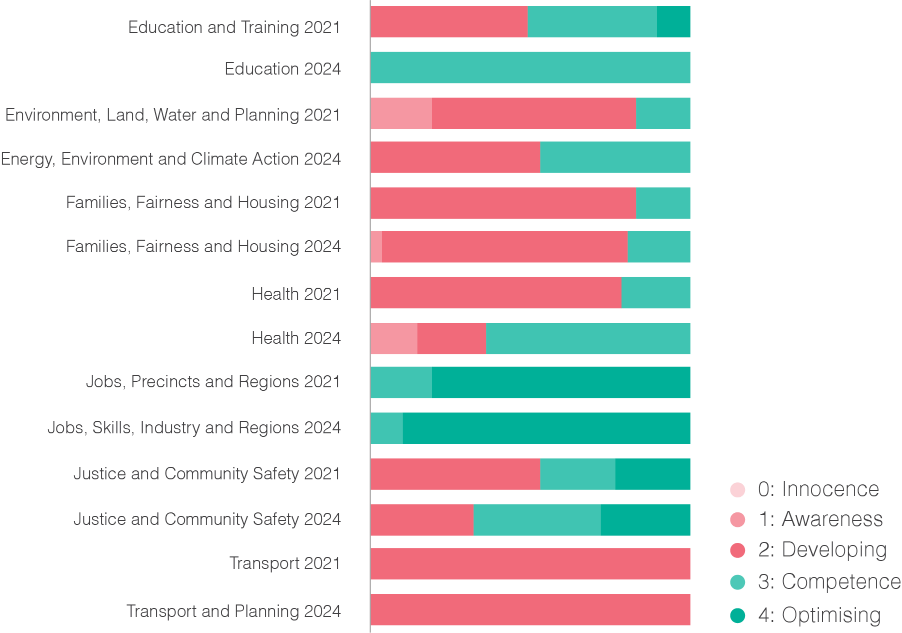 Education and Training 2021
Education 2024
Environment, Land, Water and Planning 2021
Energy, Environment and Climate Action 2024
Families, Fairness and Housing 2021
Families, Fairness and Housing 2024
Health 2021
Health 2024
Jobs, Precincts and Regions 2021
Jobs, Skills, Industry and Regions 2024
Justice and Community Safety 2021
Justice and Community Safety 2024
Transport 2021
Transport and Planning 2024
0: Innocence
1: Awareness
2: Developing
3: Competence
4: Optimising